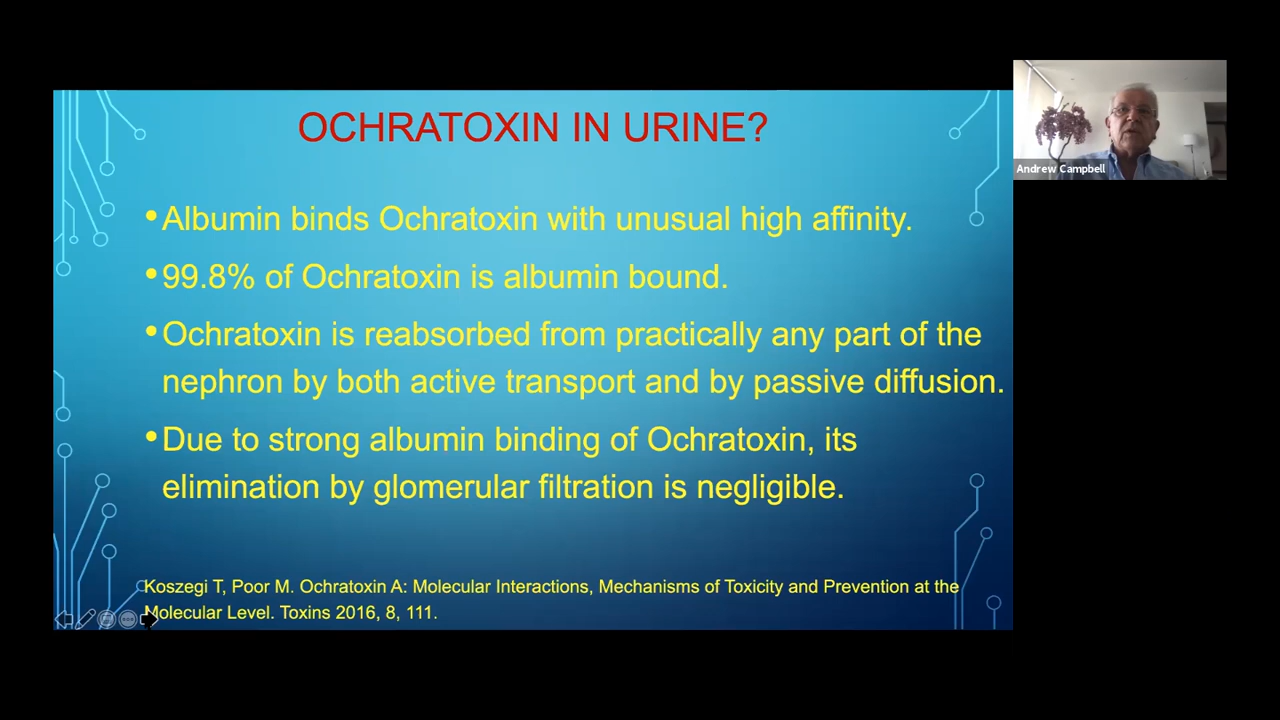 OCHRATOXIN IN URINE?
•Albumin binds Ochratoxin with unusual high affinity.
•99.8% of Ochratoxin is albumin bound.
•Ochratoxin is reabsorbed from practically any part of the
nephron by both active transport and by passive diffusion.
•Due to strong albumin binding of Ochratoxin, its
elimination by glomerular filtration is negligible.
Koszegi T, Poor M. Ochratoxin A: Molecular Interactions, Mechanisms of Toxicity and Prevention at the
Molecular Level. Toxins 2016, 8, 111.
Andrew Campbell